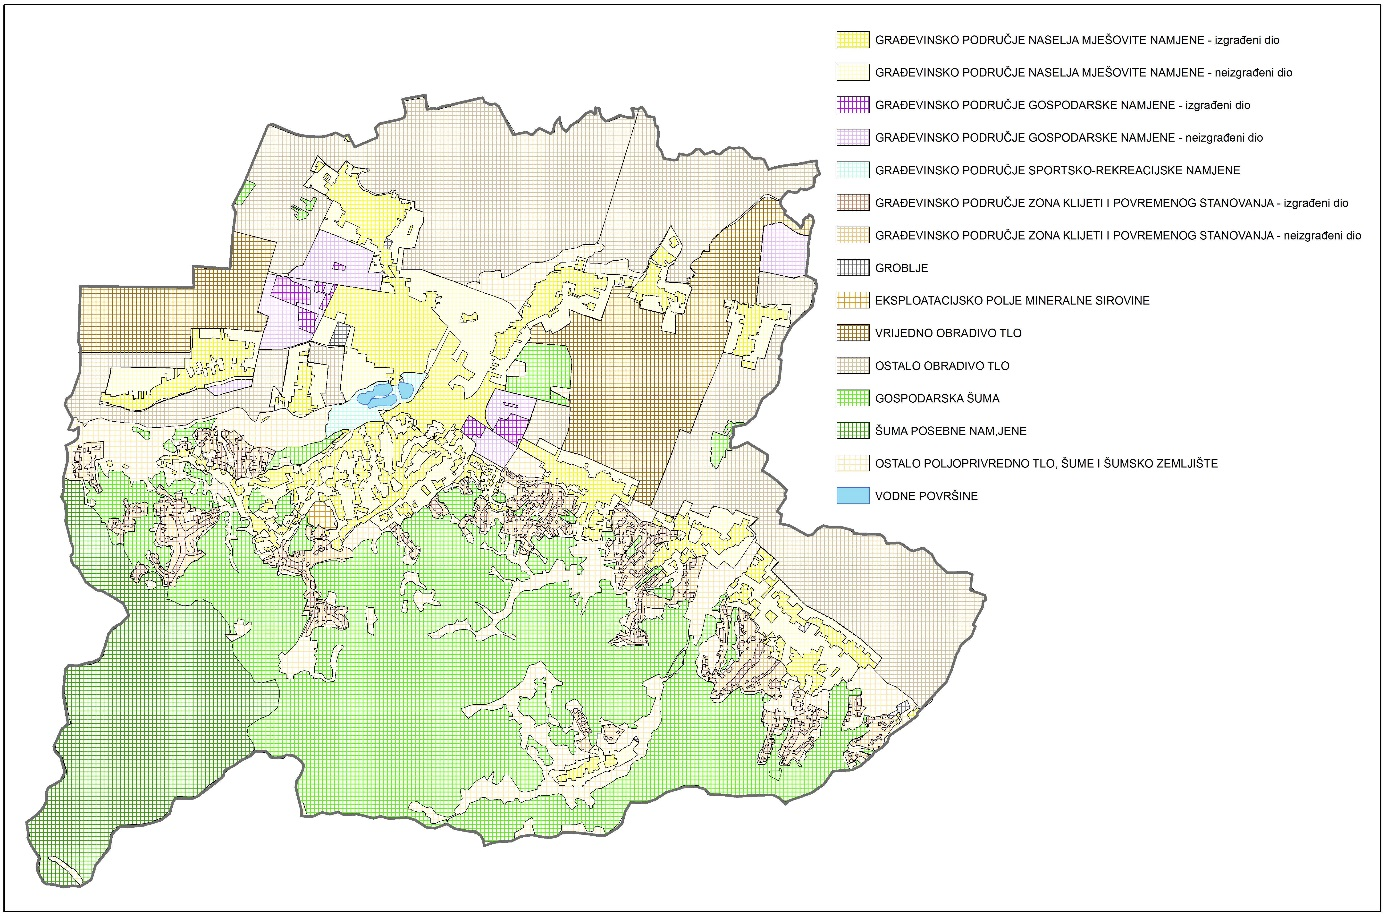 GRAĐEVINSKO PODRUČJE NASELJA MJEŠOVITE NAMJENE - izgrađeni dio
GRAĐEVINSKO PODRUČJE NASELJA MJEŠOVITE NAMJENE - neizgrađeni dio
GRAĐEVINSKO PODRUČJE GOSPODARSKE NAMJENE - izgrađeni dio
GRAĐEVINSKO PODRUČJE GOSPODARSKE NAMJENE - neizgrađeni dio
GRAĐEVINSKO PODRUČJE SPORTSKO-REKREACIJSKE NAMJENE
GRAĐEVINSKO PODRUČJE ZONA KLIJETI I POVREMENOG STANOVANJA - izgrađeni dio
GRAĐEVINSKO PODRUČJE ZONA KLIJETI I POVREMENOG STANOVANJA - neizgrađeni dio
GROBLJE
EKSPLOATACIJSKO POLJE MINERALNE SIROVINE
VRIJEDNO OBRADIVO TLO
OSTALO OBRADIVO TLO
GOSPODARSKA ŠUMA
ŠUMA POSEBNE NAM,JENE
OSTALO POLJOPRIVREDNO TLO, ŠUME I ŠUMSKO ZEMLJIŠTE
VODNE POVRŠINE